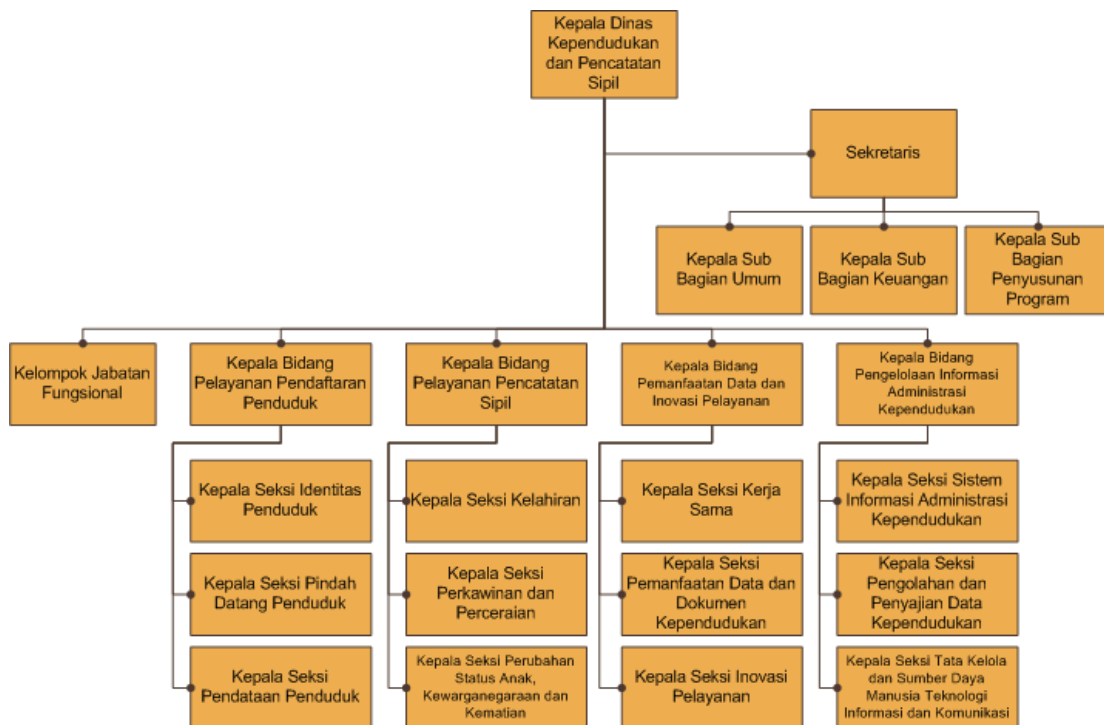 Kepala Dinas
Kependudukan
dan Pencatatan
Sipil
Sekretaris
Kepala Sub
Bagian Umum
Kepala Sub
Bagian Keuangan
Kepala Sub
Bagian
Penyusunan
Program
Kelompok Jabatan
Fungsional
Kepala Bidang
Pelayanan Pendaftaran
Penduduk
Kepala Bidang
Pelayanan Pencatatan
Sipil
Kepala Bidang
Pemanfaatan Data dan
Inovasi Pelayanan
Kepala Bidang
Pengelolaan Informasi
Administrasi
Kependudukan
Kepala Seksi Identitas
Penduduk
Kepala Seksi Kelahiran
Kepala Seksi Kerja
Sama
Kepala Seksi Sistem
Informasi Administrasi
Kependudukan
Kepala Seksi Pindah
Datang Penduduk
Kepala Seksi
Perkawinan dan
Perceraian
Kepala Seksi
Pemanfaatan Data dan
Dokumen
Kependudukan
Kepala Seksi
Pengolahan dan
Penyajian Data
Kependudukan
Kepala Seksi
Pendataan Penduduk
Kepala Seksi Perubahan
Status Anak,
Kewarganegaraan dan
Kematian
Kepala Seksi Inovasi
Pelayanan
Kepala Seksi Tata Kelola
dan Sumber Daya
Manusia Teknologi
Informasi dan Komunikasi